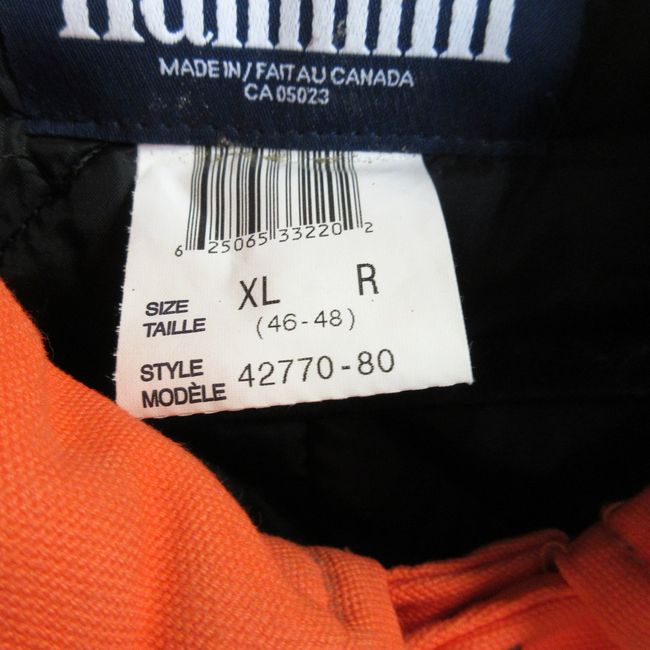 MADE IN / FAIT AU CANADA
CA 05023
6 25065 33220 2
SIZE XL R
TAILLE (46-48)
STYLE
MODÈLE 42770-80